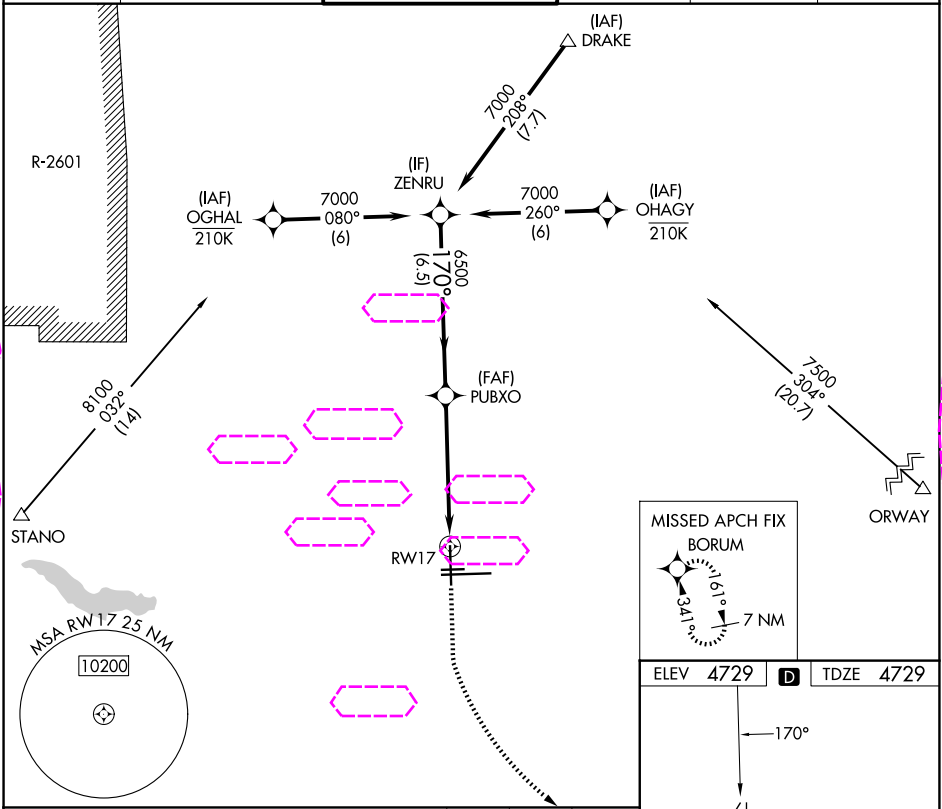 (IAF)
DRAKE
7000
208°
(7.7)
R-2601
(IF)
ZENRU
(IAF)
OGHAL
210K
7000
080°
(6)
7000
260°
(6)
(IAF)
OHAGY
210K
6500
170°
(6.5)
8100
032°
(14)
7500
304°
(20.7)
(FAF)
PUBXO
STANO
ORWAY
RW17
MISSED APCH FIX
BORUM
161°
341°
7 NM
MSA RW17 25 NM
10200
ELEV 4729 D TDZE 4729
170°